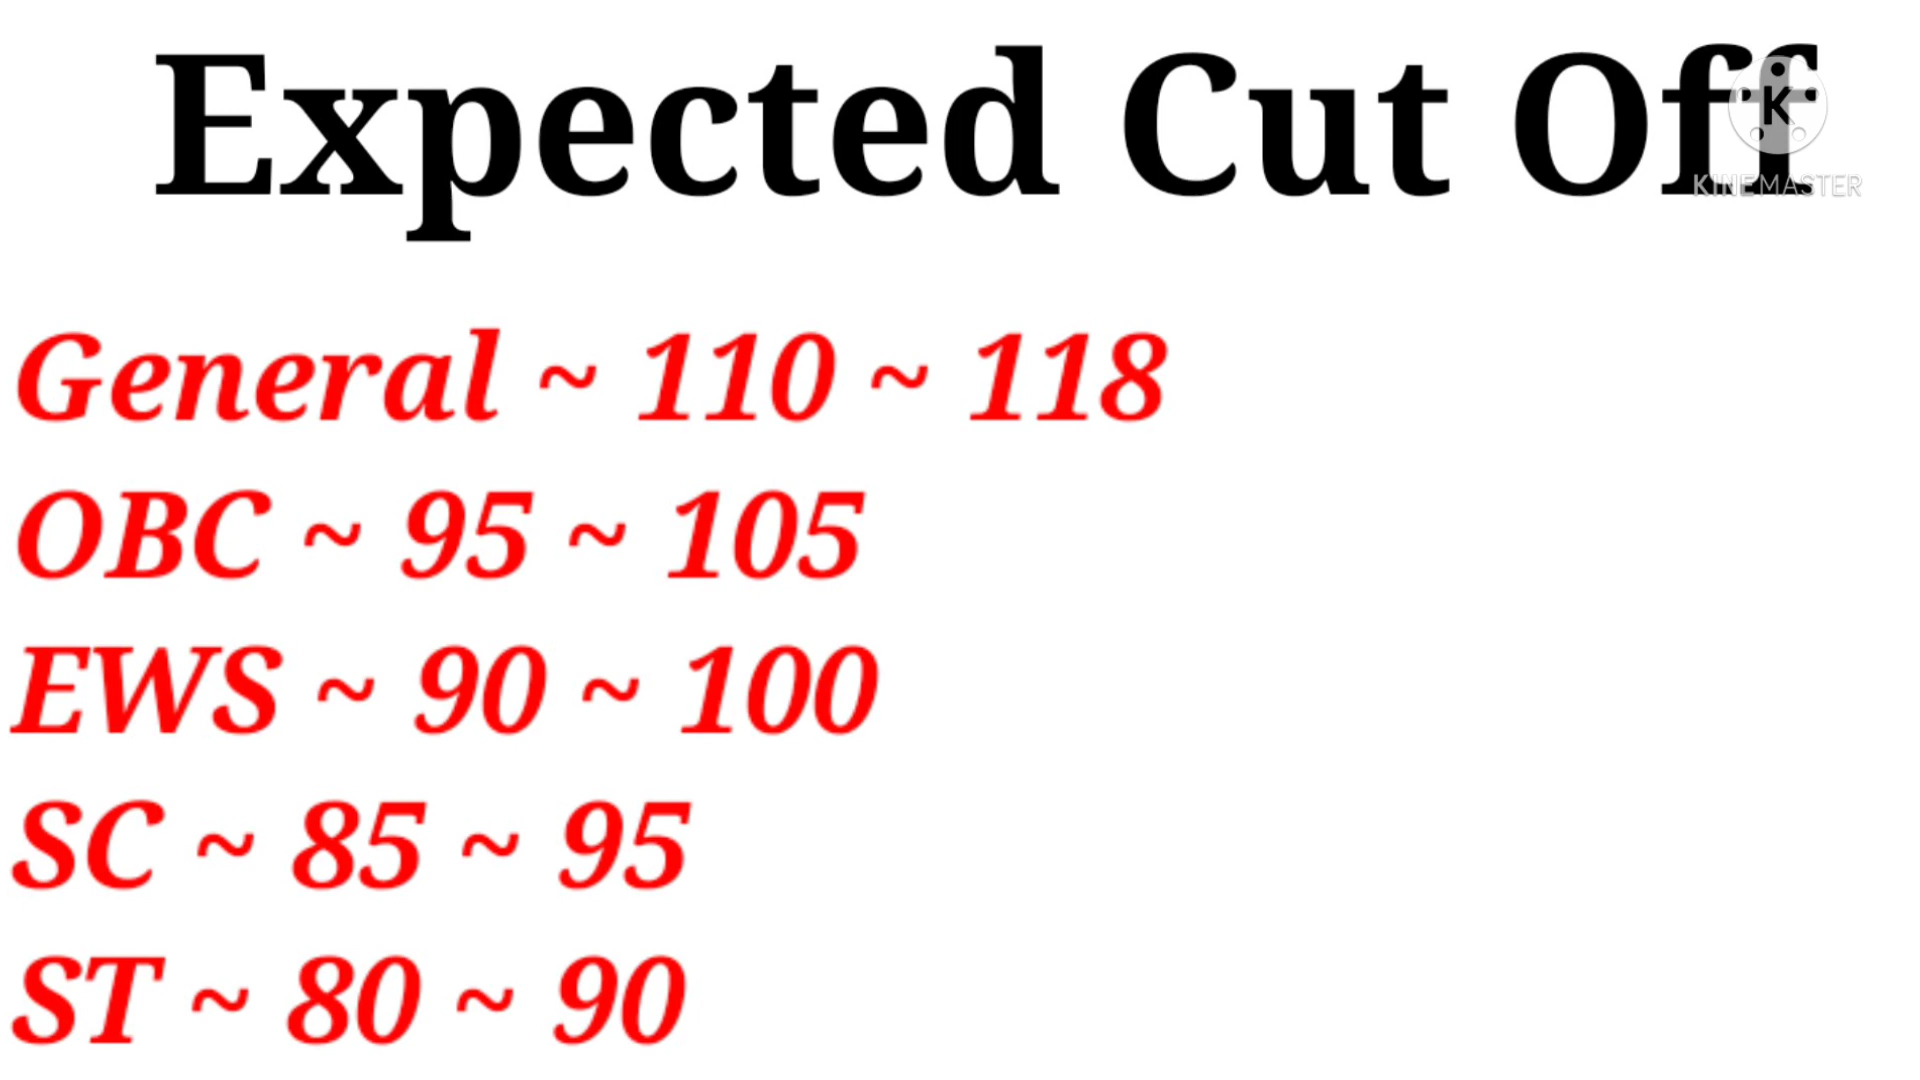 Expected Cut Off
K
KINEMASTER
General ~ 110 ~ 118
OBC ~ 95 ~ 105
EWS ~ 90 ~ 100
SC ~ 85 ~ 95
ST ~ 80 ~ 90